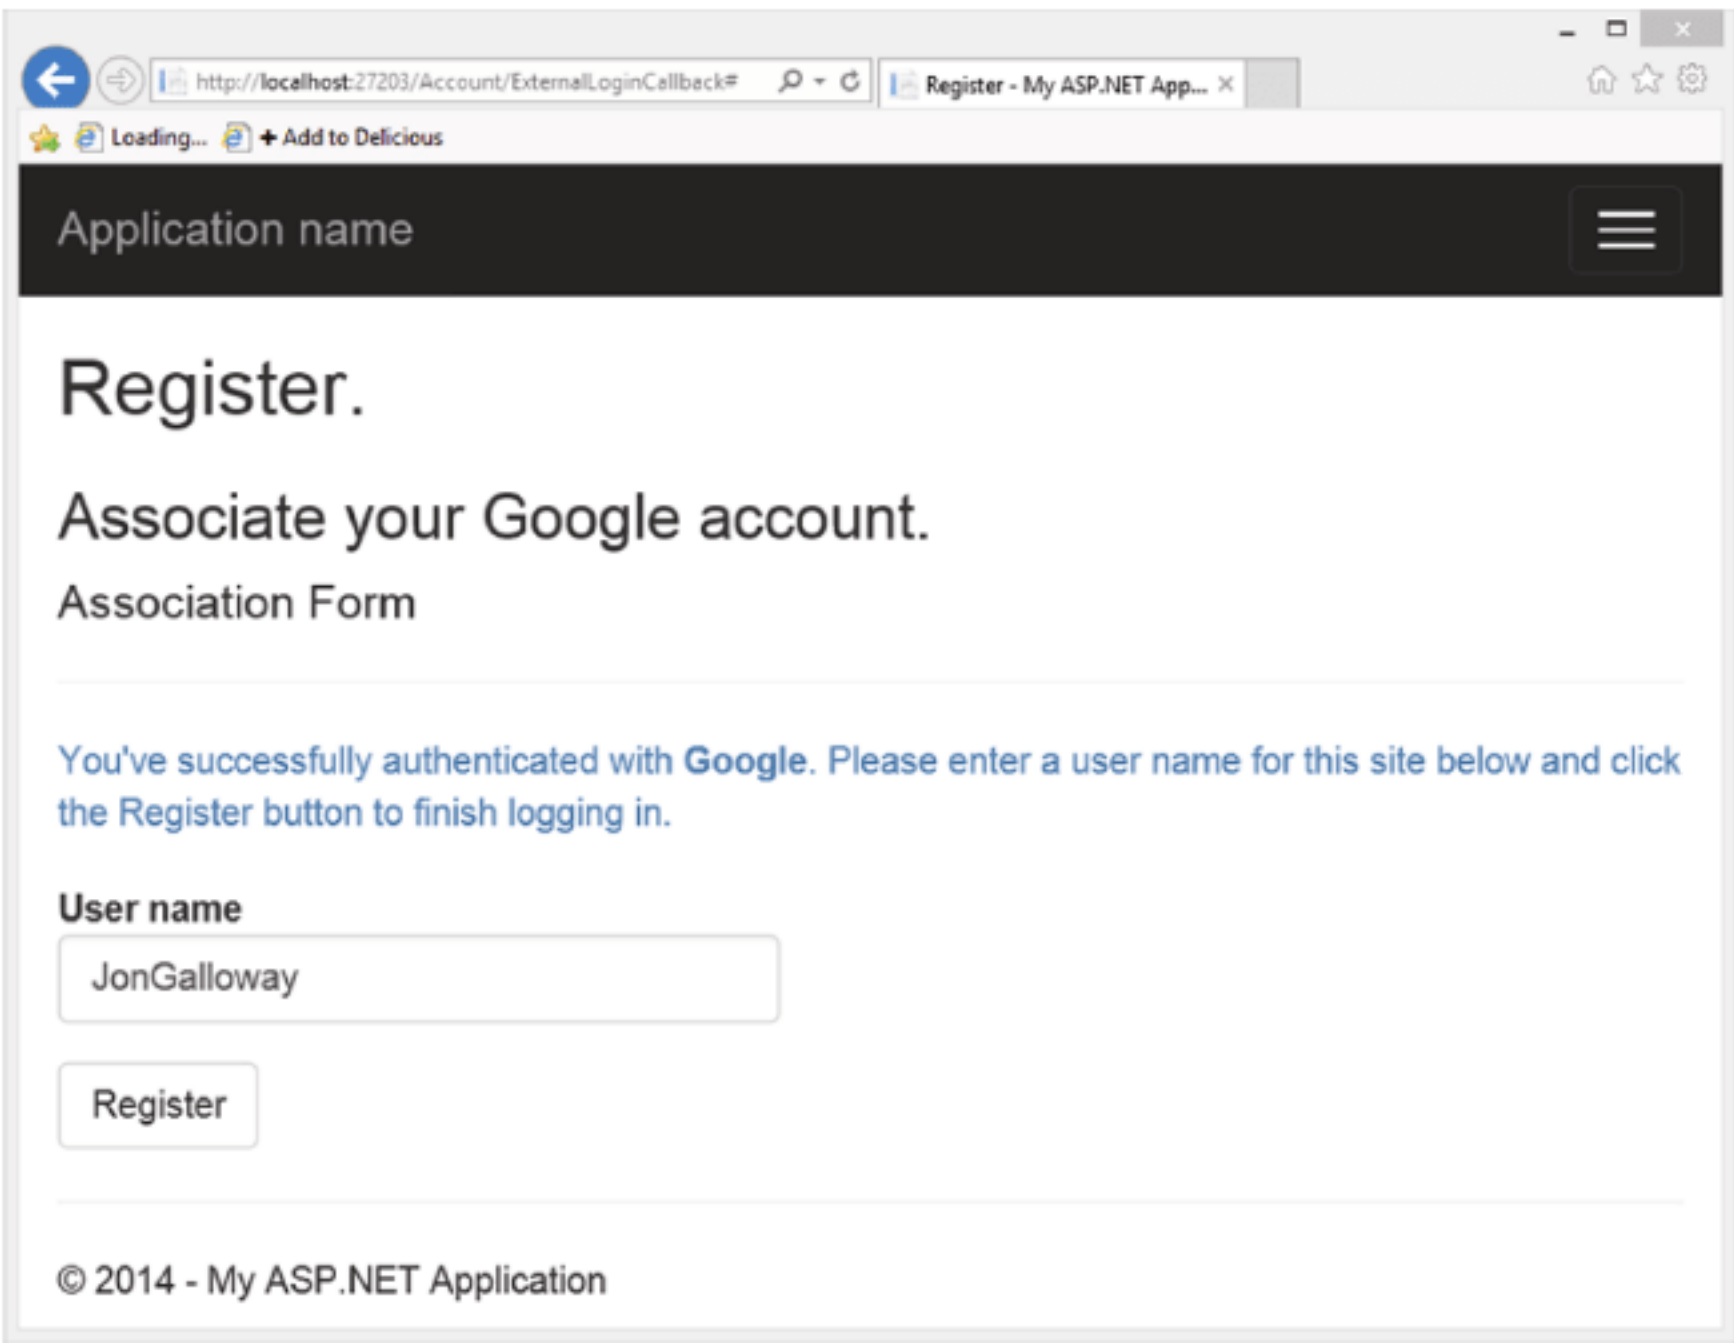 http://localhost:27203/Account/ExternalLoginCallback#
Register - My ASP.NET App...
Loading...
+ Add to Delicious
Application name
Register.
Associate your Google account.
Association Form
You've successfully authenticated with Google. Please enter a user name for this site below and click
the Register button to finish logging in.
User name
JonGalloway
Register
© 2014 - My ASP.NET Application